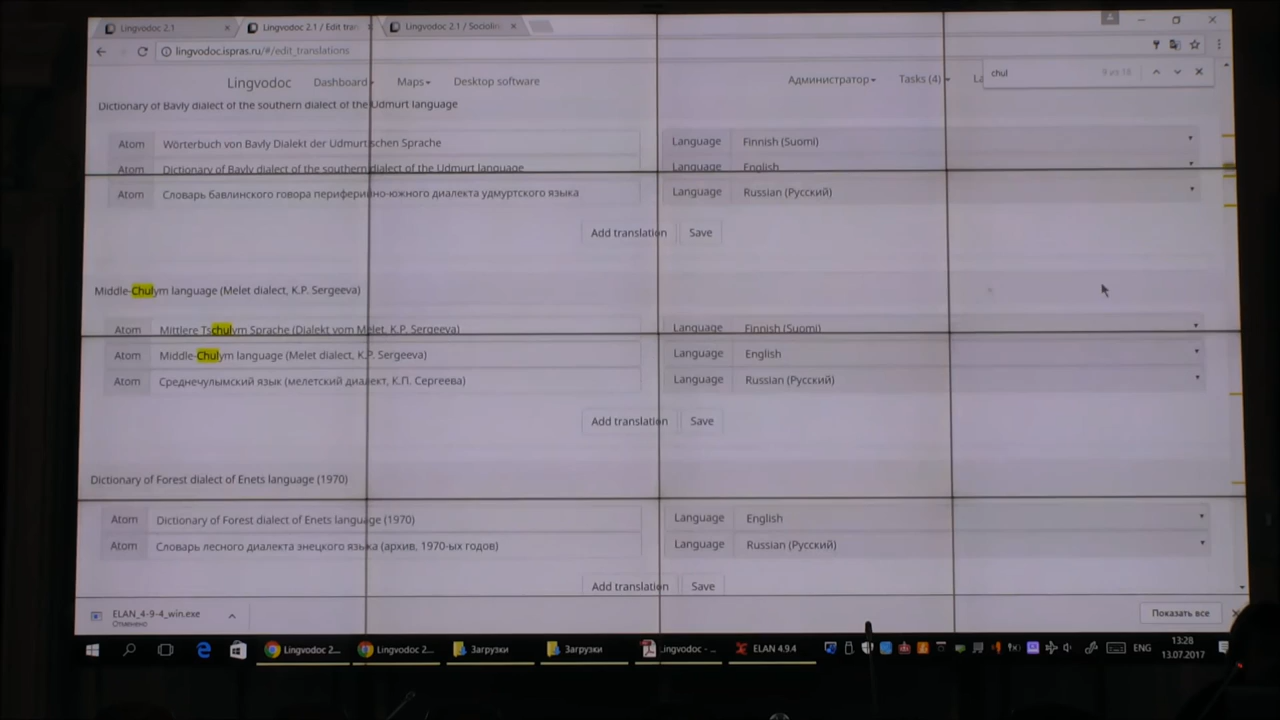 Lingvodoc 2.1
Lingvodoc 2.1 / Edit tran
Lingvodoc 2.1 / Sociolin
lingvodoc.ispras.ru/#/edit_translations
chul
9 из 18
Lingvodoc Dashboard Maps Desktop software Администратор Tasks (4)
Dictionary of Bavly dialect of the southern dialect of the Udmurt language
Atom Wörterbuch von Bavly Dialekt der Udmurtischen Sprache Language Finnish (Suomi)
Atom Dictionary of Bavly dialect of the southern dialect of the Udmurt language Language English
Atom Словарь бавлинского говора периферийно-южного диалекта удмуртского языка Language Russian (Русский)
Add translation Save
Middle-Chulym language (Melet dialect, K.P. Sergeeva)
Atom Mittlere Tschulym Sprache (Dialekt vom Melet, K.P. Sergeeva) Language Finnish (Suomi)
Atom Middle-Chulym language (Melet dialect, K.P. Sergeeva) Language English
Atom Среднечулымский язык (мелетский диалект, К.П. Сергеева) Language Russian (Русский)
Add translation Save
Dictionary of Forest dialect of Enets language (1970)
Atom Dictionary of Forest dialect of Enets language (1970) Language English
Atom Словарь лесного диалекта энецкого языка (архив, 1970-ых годов) Language Russian (Русский)
Add translation Save
ELAN_4-9-4_win.exe
Отменено
Показать все
Lingvodoc 2... Lingvodoc 2... Загрузки Загрузки Lingvodoc - ... ELAN 4.9.4 ENG
13:28
13.07.2017